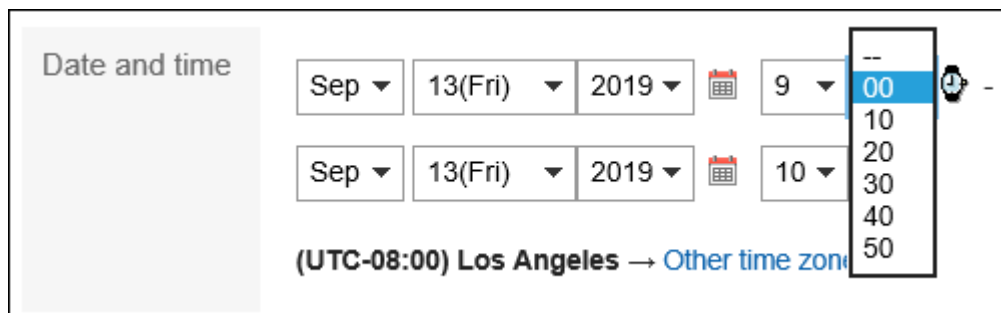 Date and time
Sep 13(Fri) 2019 9 -
--
00
10
20
30
40
50
Sep 13(Fri) 2019 10
(UTC-08:00) Los Angeles → Other time zon